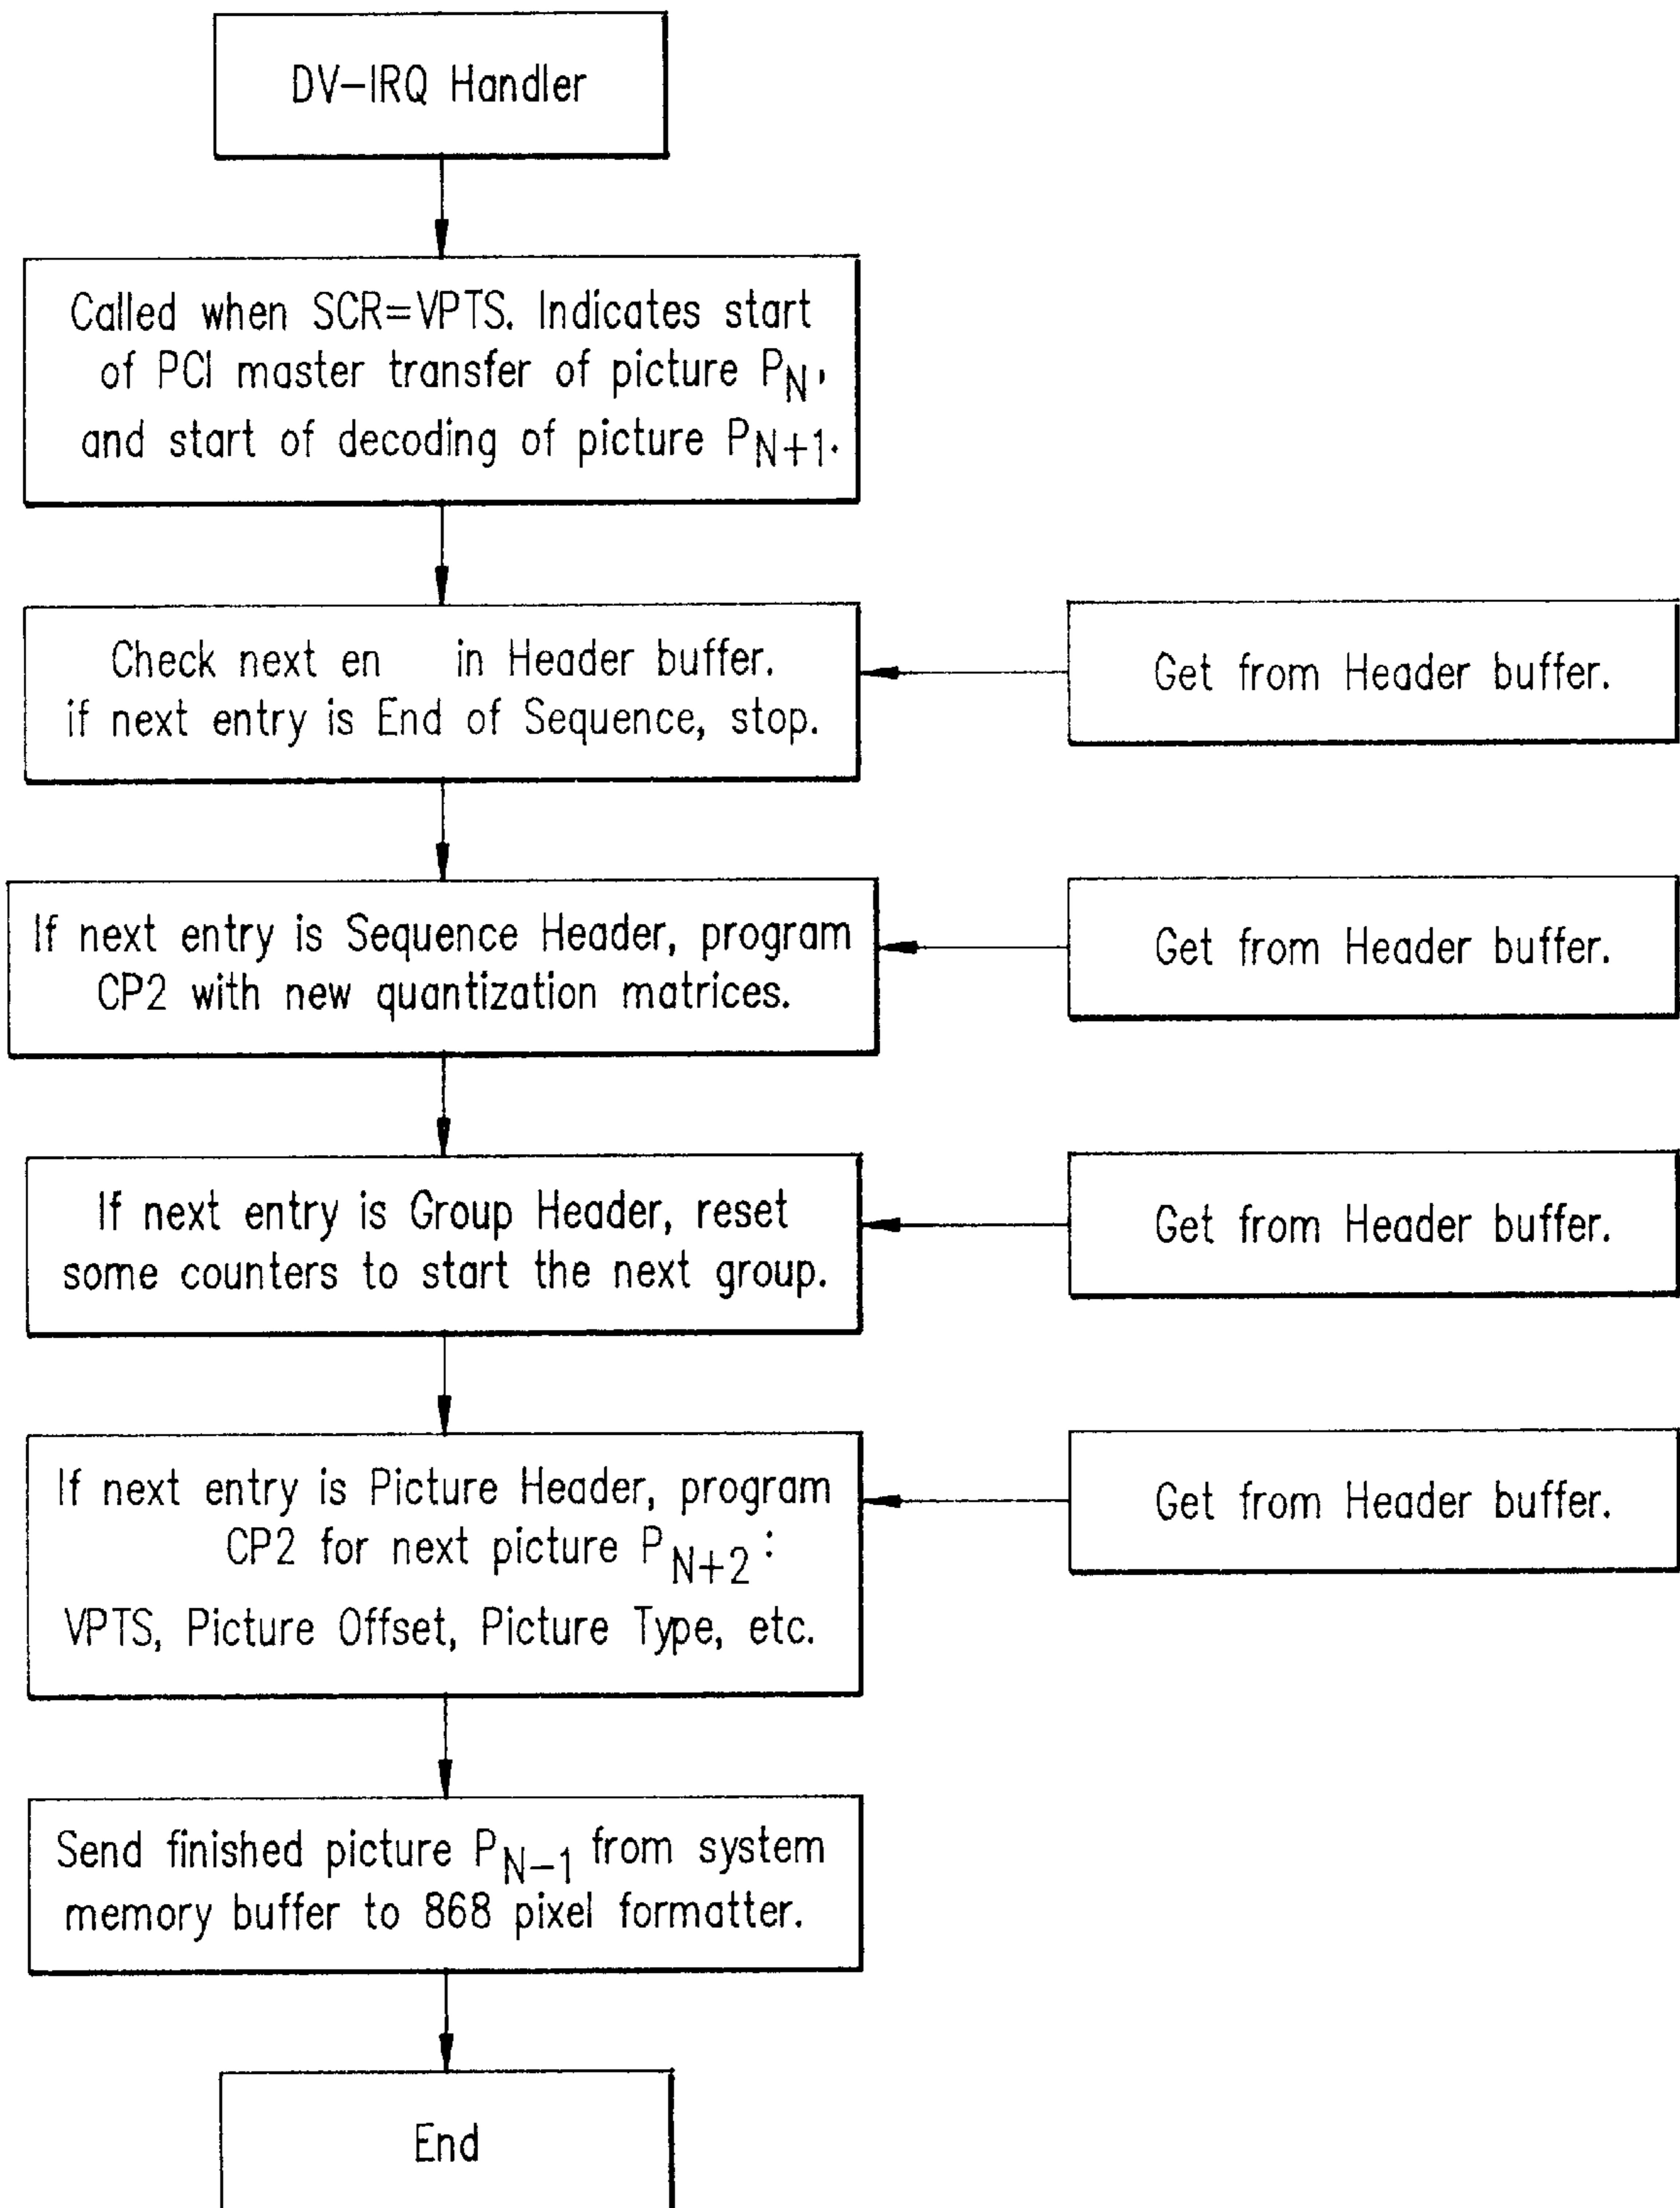 DV-IRQ Handler
Called when SCR=VPTS. Indicates start
of PCI master transfer of picture P_N,
and start of decoding of picture P_N+1.
Check next en in Header buffer.
if next entry is End of Sequence, stop.
Get from Header buffer.
If next entry is Sequence Header, program
CP2 with new quantization matrices.
Get from Header buffer.
If next entry is Group Header, reset
some counters to start the next group.
Get from Header buffer.
If next entry is Picture Header, program
CP2 for next picture P_N+2:
VPTS, Picture Offset, Picture Type, etc.
Get from Header buffer.
Send finished picture P_N-1 from system
memory buffer to 868 pixel formatter.
End